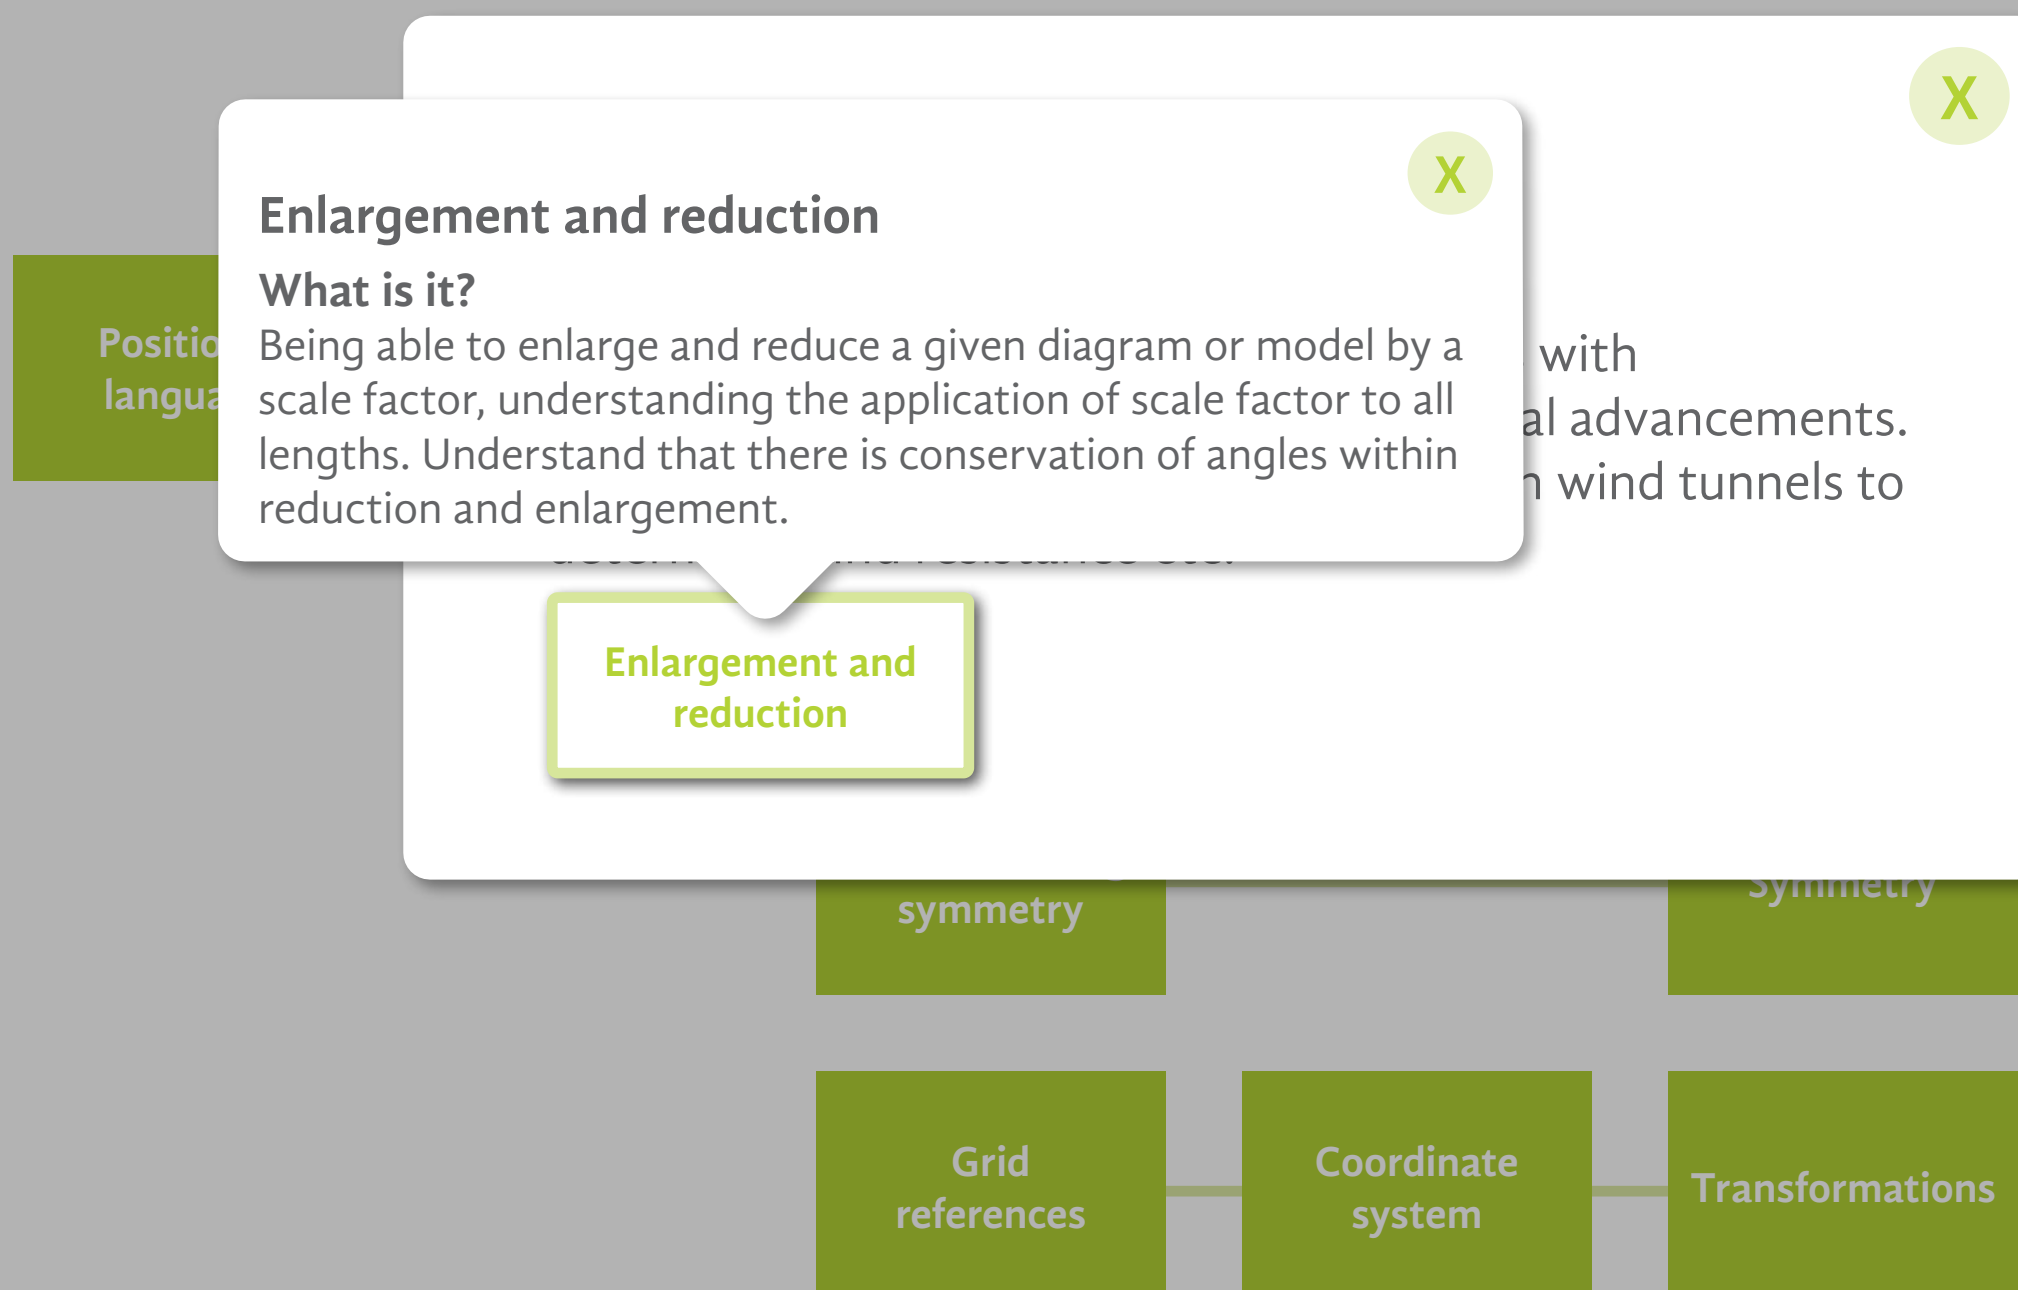 X
X
Enlargement and reduction
What is it?
Being able to enlarge and reduce a given diagram or model by a
scale factor, understanding the application of scale factor to all
lengths. Understand that there is conservation of angles within
reduction and enlargement.
with
advancements.
wind tunnels to
Enlargement and
reduction
symmetry
Symmetry
Grid
references
Coordinate
system
Transformations